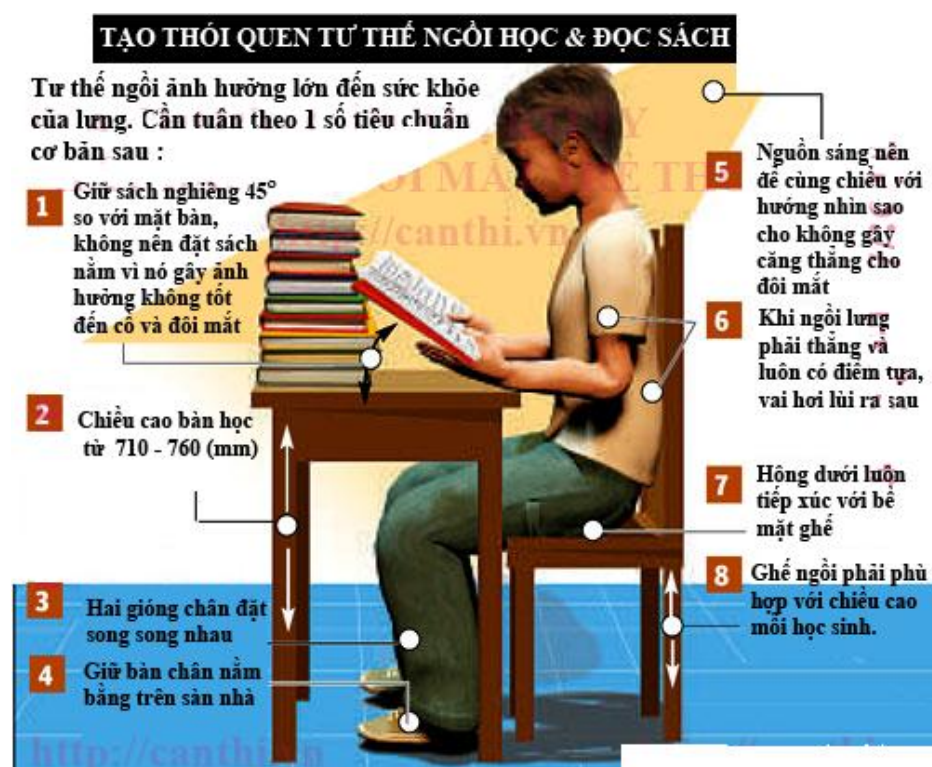 TẠO THÓI QUEN TƯ THẾ NGỒI HỌC & ĐỌC SÁCH
Tư thế ngồi ảnh hưởng lớn đến sức khỏe
của lưng. Cần tuân theo 1 số tiêu chuẩn
cơ bản sau :
1
Giữ sách nghiêng 45°
so với mặt bàn,
không nên đặt sách
nằm vì nó gây ảnh
hưởng không tốt
đến cổ và đôi mắt
2
Chiều cao bàn học
từ 710 - 760 (mm)
3
Hai gióng chân đặt
song song nhau
4
Giữ bàn chân nằm
bằng trên sàn nhà
5
Nguồn sáng nên
để cùng chiều với
hướng nhìn sao
cho không gây
căng thẳng cho
đôi mắt
6
Khi ngồi lưng
phải thẳng và
luôn có điểm tựa,
vai hơi lùi ra sau
7
Hông dưới luôn
tiếp xúc với bề
mặt ghế
8
Ghế ngồi phải phù
hợp với chiều cao
mỗi học sinh.
http://canthi.vn
http://canthi.vn